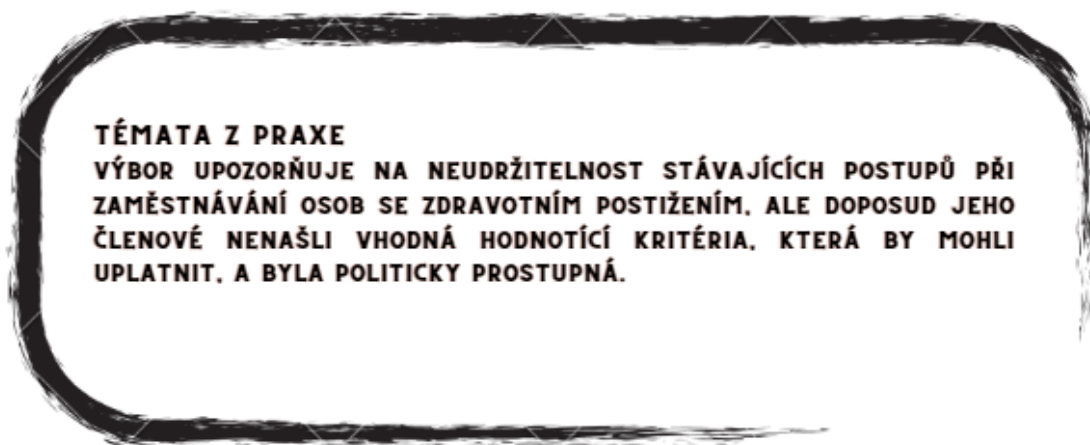 TÉMATA Z PRAXE
VÝBOR UPOZORŇUJE NA NEUDRŽITELNOST STÁVAJÍCÍCH POSTUPŮ PŘI
ZAMĚSTNÁVÁNÍ OSOB SE ZDRAVOTNÍM POSTIŽENÍM, ALE DOPOSUD JEHO
ČLENOVÉ NENAŠLI VHODNÁ HODNOTÍCÍ KRITÉRIA, KTERÁ BY MOHLI
UPLATNIT, A BYLA POLITICKY PROSTUPNÁ.